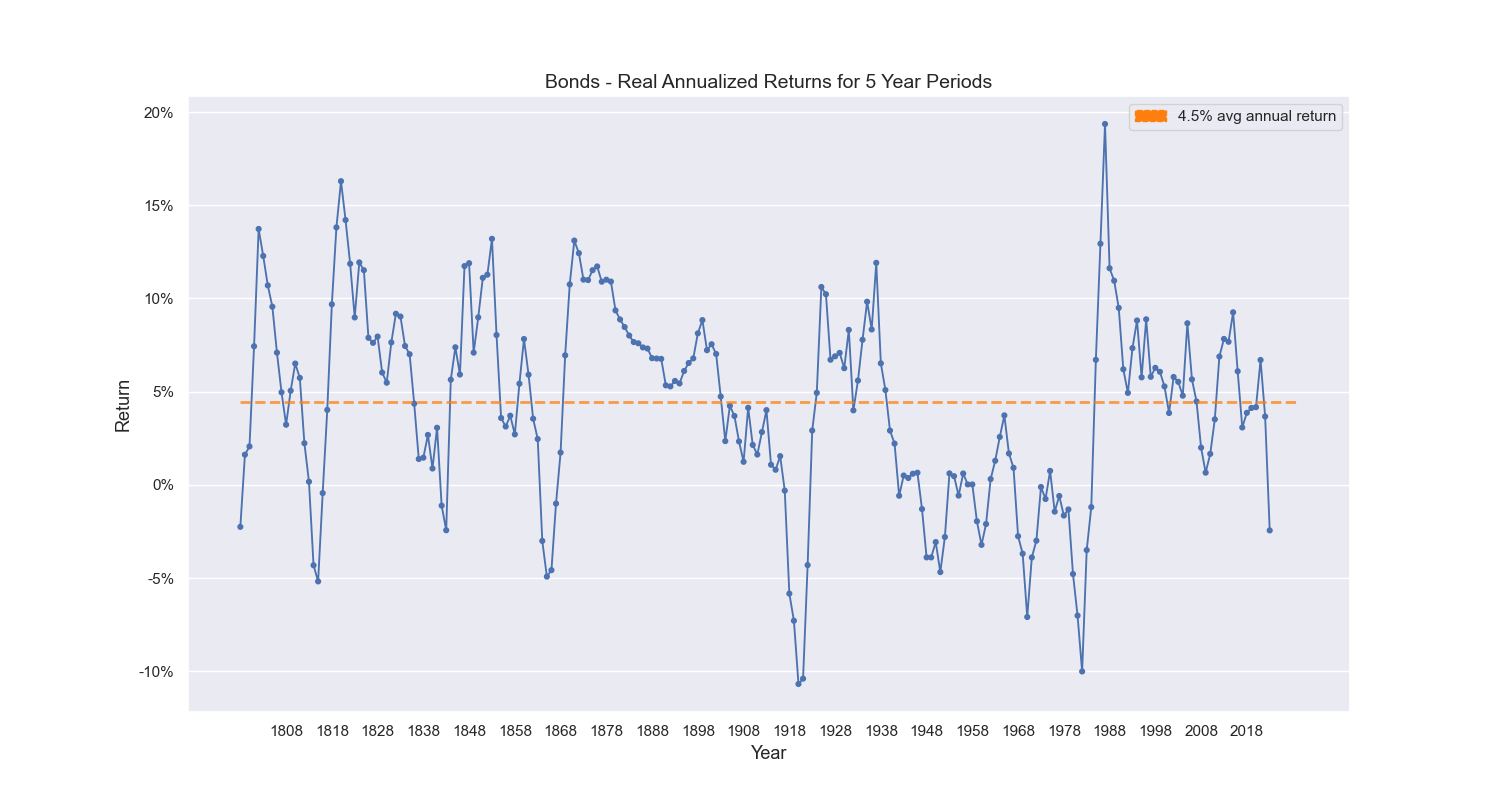 Bonds - Real Annualized Returns for 5 Year Periods
4.5% avg annual return
20%
15%
10%
5%
0%
-5%
-10%
Return
1808 1818 1828 1838 1848 1858 1868 1878 1888 1898 1908 1918 1928 1938 1948 1958 1968 1978 1988 1998 2008 2018
Year